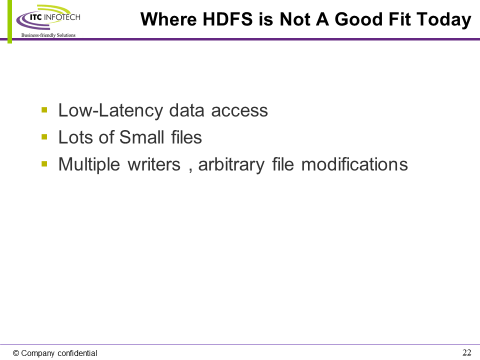 ITC INFOTECH
Business-friendly Solutions
Where HDFS is Not A Good Fit Today
Low-Latency data access
Lots of Small files
Multiple writers , arbitrary file modifications
© Company confidential
22